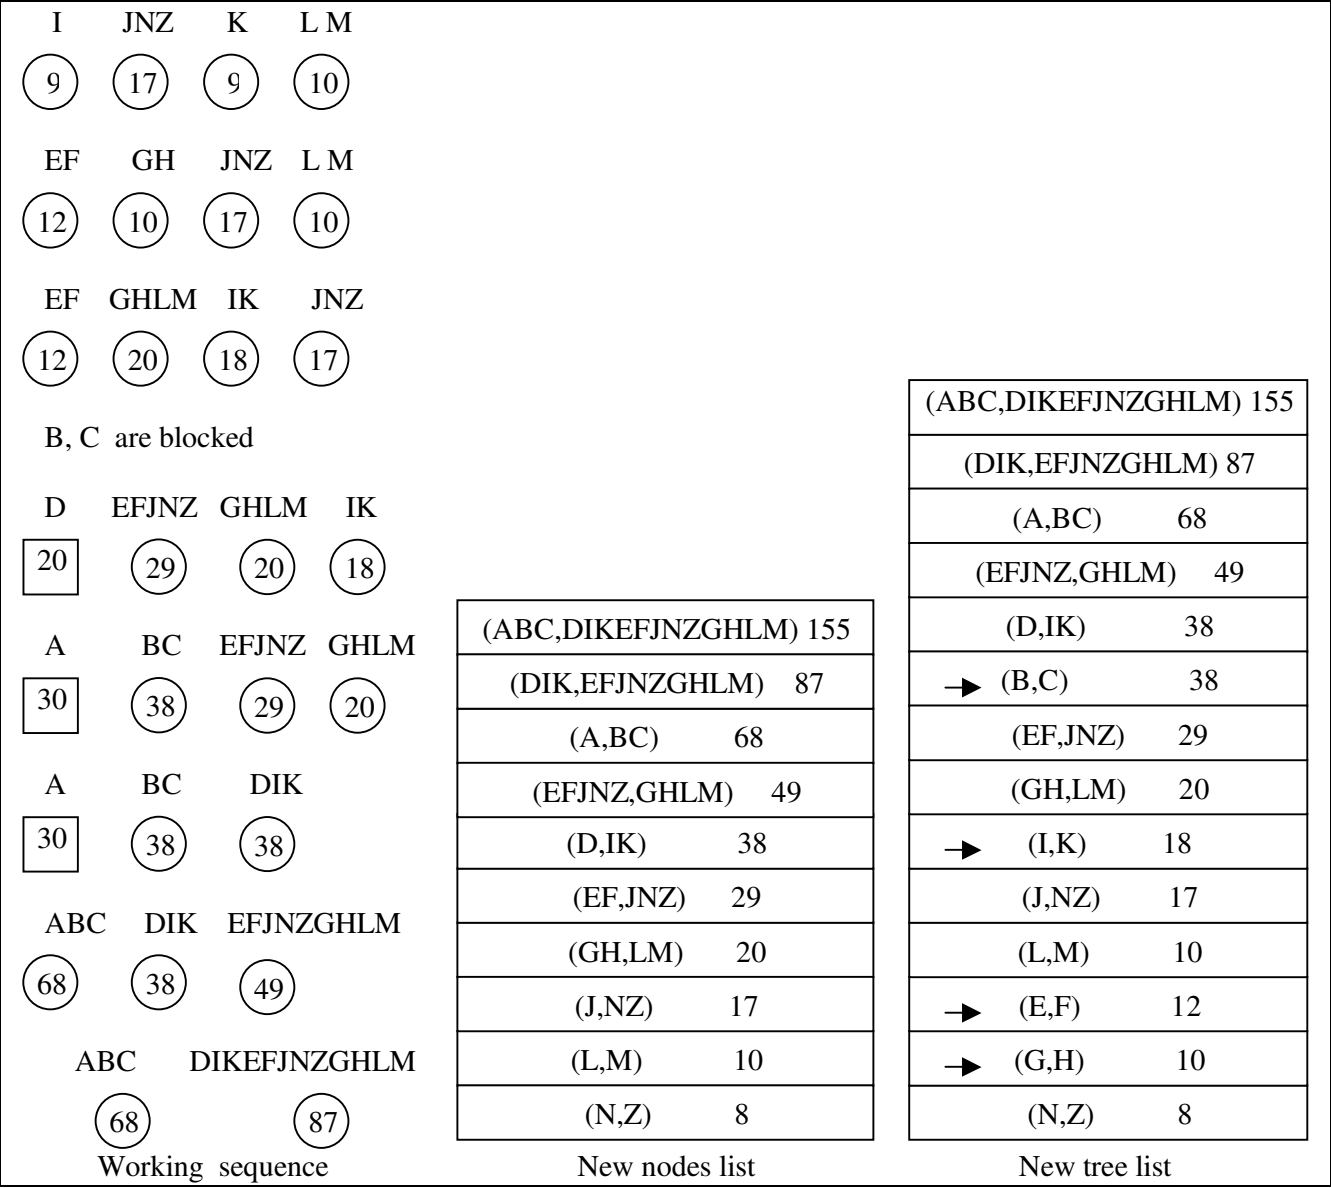 I JNZ K L M
9 17 9 10
EF GH JNZ L M
12 10 17 10
EF GHLM IK JNZ
12 20 18 17
B, C are blocked
D EFJNZ GHLM IK
20 29 20 18
A BC EFJNZ GHLM
30 38 29 20
A BC DIK
30 38 38
ABC DIK EFJNZGHLM
68 38 49
ABC DIKEFJNZGHLM
68 87
Working sequence
(ABC,DIKEFJNZGHLM) 155
(DIK,EFJNZGHLM) 87
(A,BC) 68
(EFJNZ,GHLM) 49
(D,IK) 38
(EF,JNZ) 29
(GH,LM) 20
(J,NZ) 17
(L,M) 10
(N,Z) 8
New nodes list
(ABC,DIKEFJNZGHLM) 155
(DIK,EFJNZGHLM) 87
(A,BC) 68
(EFJNZ,GHLM) 49
(D,IK) 38
(B,C) 38
(EF,JNZ) 29
(GH,LM) 20
(I,K) 18
(J,NZ) 17
(L,M) 10
(E,F) 12
(G,H) 10
(N,Z) 8
New tree list